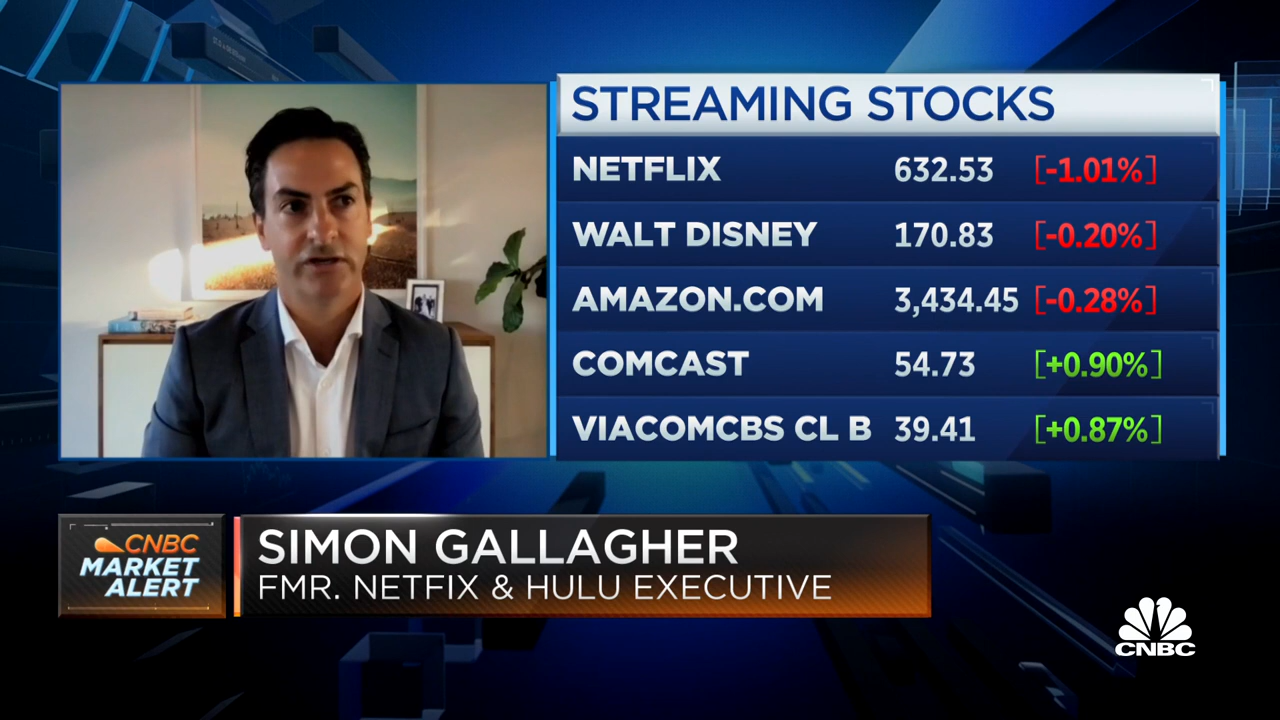 STREAMING STOCKS
NETFLIX 632.53 [-1.01%]
WALT DISNEY 170.83 [-0.20%]
AMAZON.COM 3,434.45 [-0.28%]
COMCAST 54.73 [+0.90%]
VIACOMCBS CL B 39.41 [+0.87%]
CNBC
MARKET
ALERT
SIMON GALLAGHER
FMR. NETFIX & HULU EXECUTIVE
CNBC